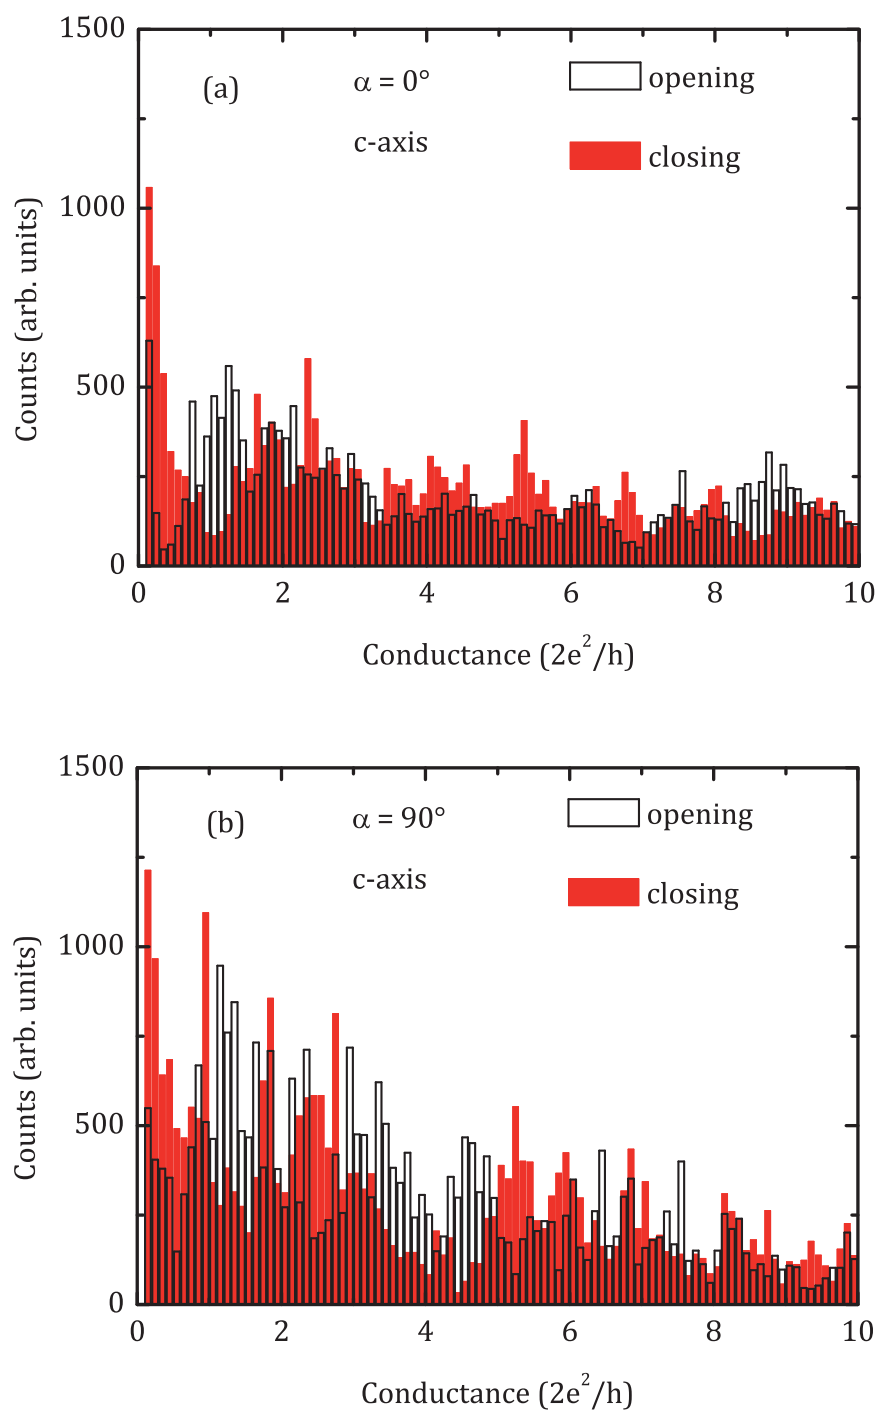 1500
(a)
α = 0°
opening
c-axis
closing
1000
Counts (arb. units)
500
0
0 2 4 6 8 10
Conductance (2e²/h)
1500
(b)
α = 90°
opening
c-axis
closing
1000
Counts (arb. units)
500
0
0 2 4 6 8 10
Conductance (2e²/h)